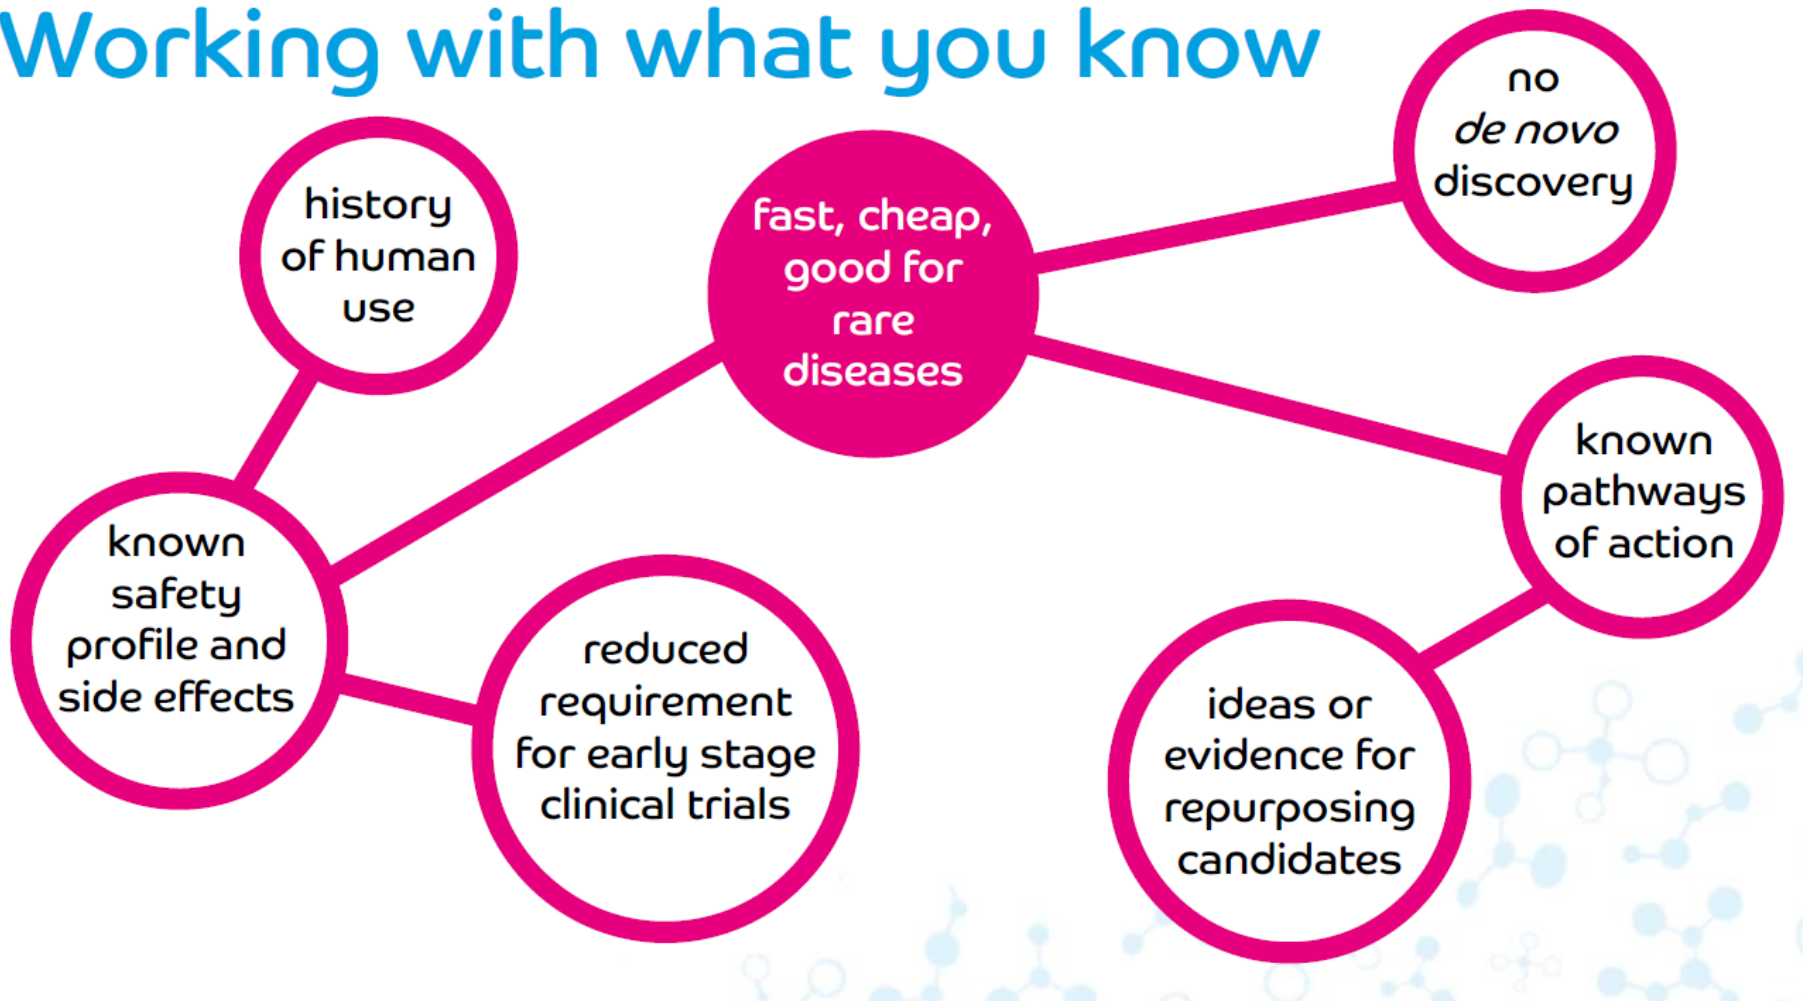 Working with what you know
no
de novo
discovery
history
of human
use
fast, cheap,
good for
rare
diseases
known
pathways
of action
known
safety
profile and
side effects
reduced
requirement
for early stage
clinical trials
ideas or
evidence for
repurposing
candidates